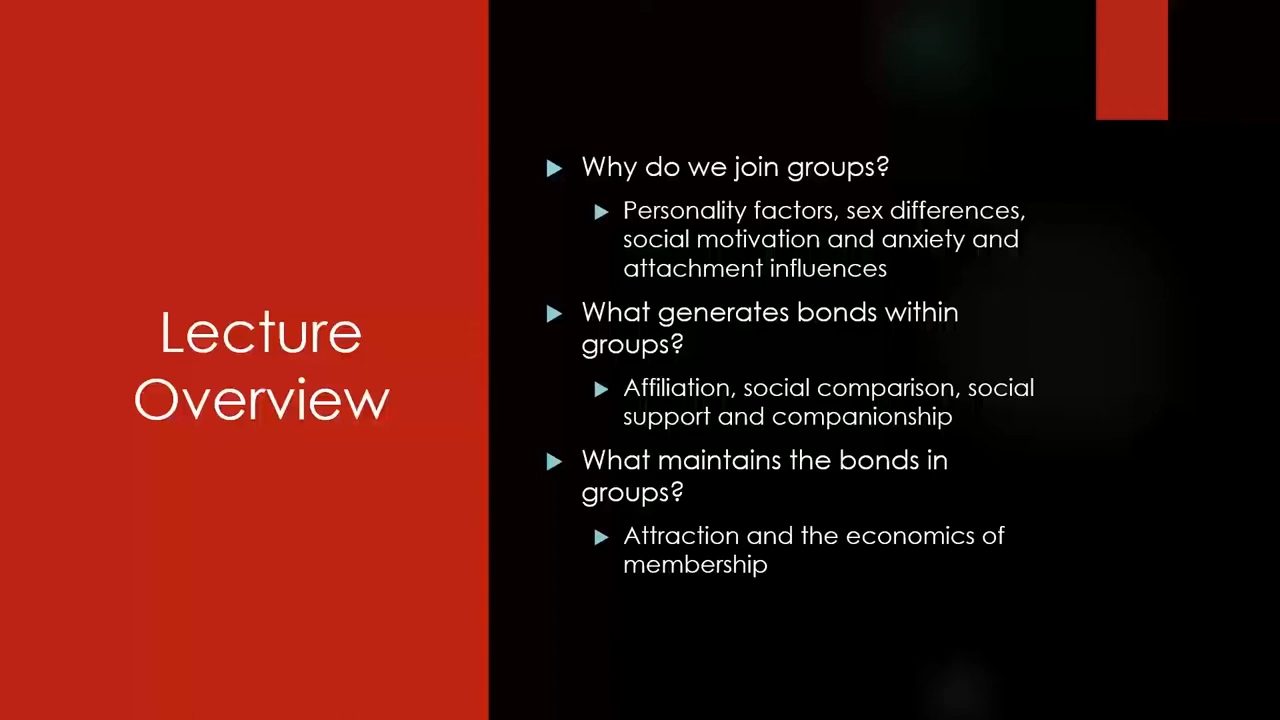 Lecture
Overview
Why do we join groups?
Personality factors, sex differences,
social motivation and anxiety and
attachment influences
What generates bonds within
groups?
Affiliation, social comparison, social
support and companionship
What maintains the bonds in
groups?
Attraction and the economics of
membership